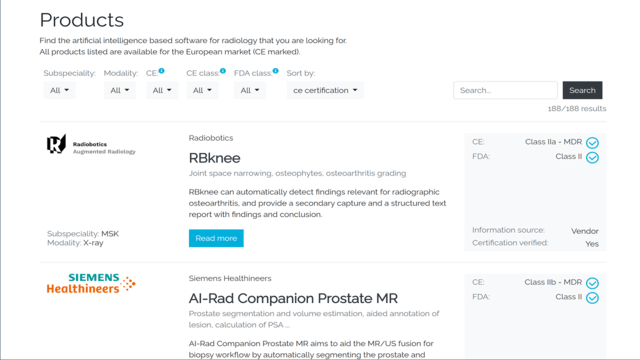 Products
Find the artificial intelligence based software for radiology that you are looking for.
All products listed are available for the European market (CE marked).
Subspeciality: Modality: CE: CE class: FDA class: Sort by:
All All All All All ce certification Search... Search
188/188 results
Radiobotics
Augmented Radiology
Radiobotics
RBknee
Joint space narrowing, osteophytes, osteoarthritis grading
RBknee can automatically detect findings relevant for radiographic
osteoarthritis, and provide a secondary capture and a structured text
report with findings and conclusion.
Read more
Subspeciality: MSK
Modality: X-ray
CE: Class IIa - MDR
FDA: Class II
Information source: Vendor
Certification verified: Yes
SIEMENS
Healthineers
Siemens Healthineers
AI-Rad Companion Prostate MR
Prostate segmentation and volume estimation, aided annotation of
lesion, calculation of PSA ...
AI-Rad Companion Prostate MR aims to aid the MR/US fusion for
biopsy workflow by automatically segmenting the prostate and
CE: Class IIb - MDR
FDA: Class II